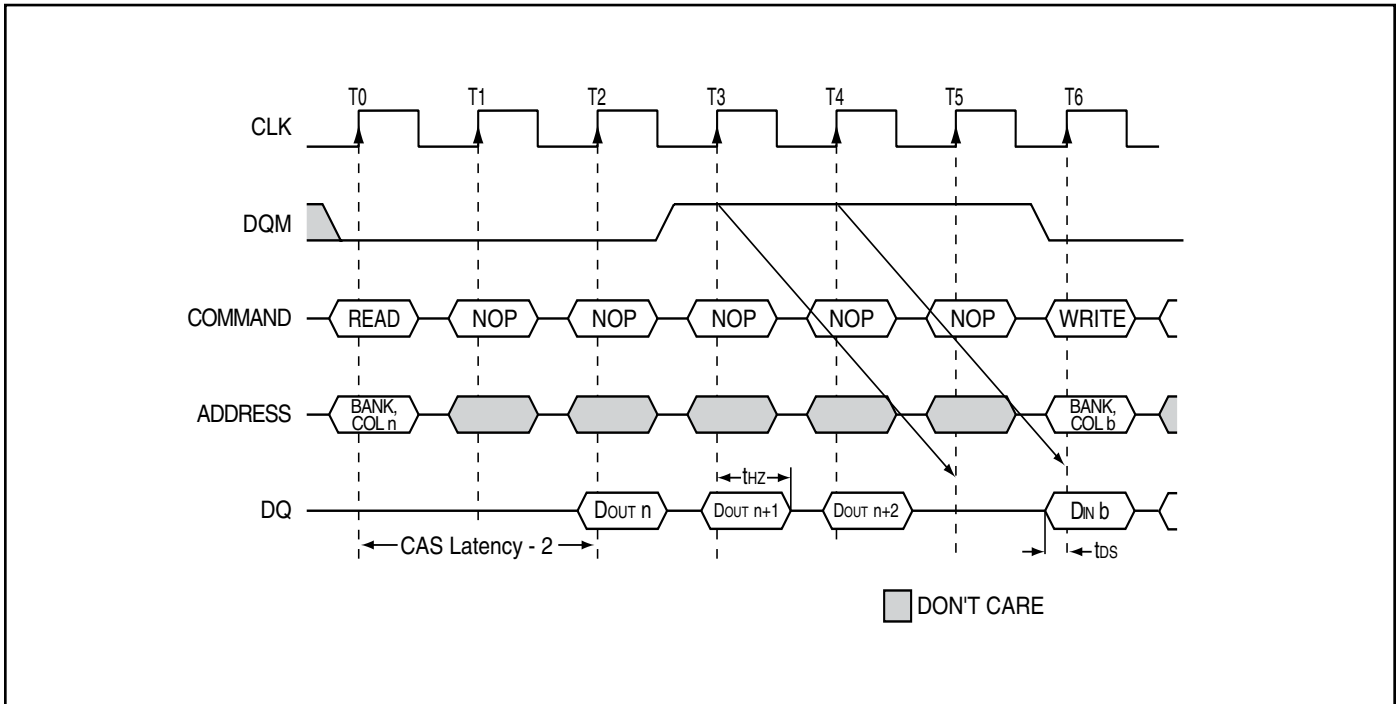 T0 T1 T2 T3 T4 T5 T6
CLK
DQM
COMMAND READ NOP NOP NOP NOP NOP WRITE
ADDRESS BANK, COL n BANK, COL b
tHZ
DQ DOUT n DOUT n+1 DOUT n+2 DIN b
CAS Latency - 2 tDS
DON'T CARE